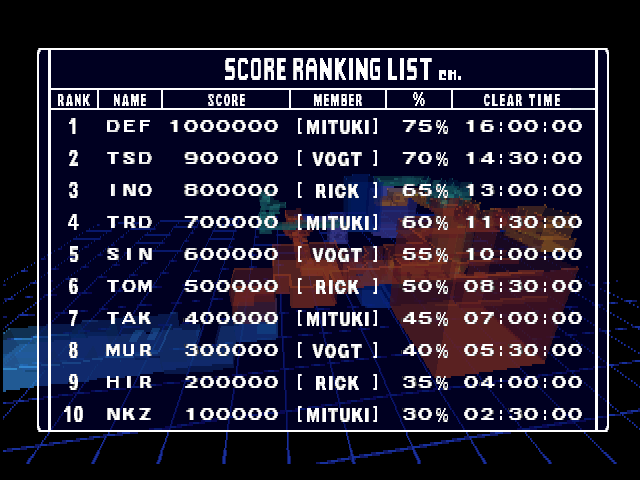 SCORE RANKING LIST CH.
RANK NAME SCORE MEMBER % CLEAR TIME
1 DEF 1000000 [MITUKI] 75% 16:00:00
2 TSD 900000 [ VOGT ] 70% 14:30:00
3 INO 800000 [ RICK ] 65% 13:00:00
4 TRD 700000 [MITUKI] 60% 11:30:00
5 SIN 600000 [ VOGT ] 55% 10:00:00
6 TOM 500000 [ RICK ] 50% 08:30:00
7 TAK 400000 [MITUKI] 45% 07:00:00
8 MUR 300000 [ VOGT ] 40% 05:30:00
9 HIR 200000 [ RICK ] 35% 04:00:00
10 NKZ 100000 [MITUKI] 30% 02:30:00